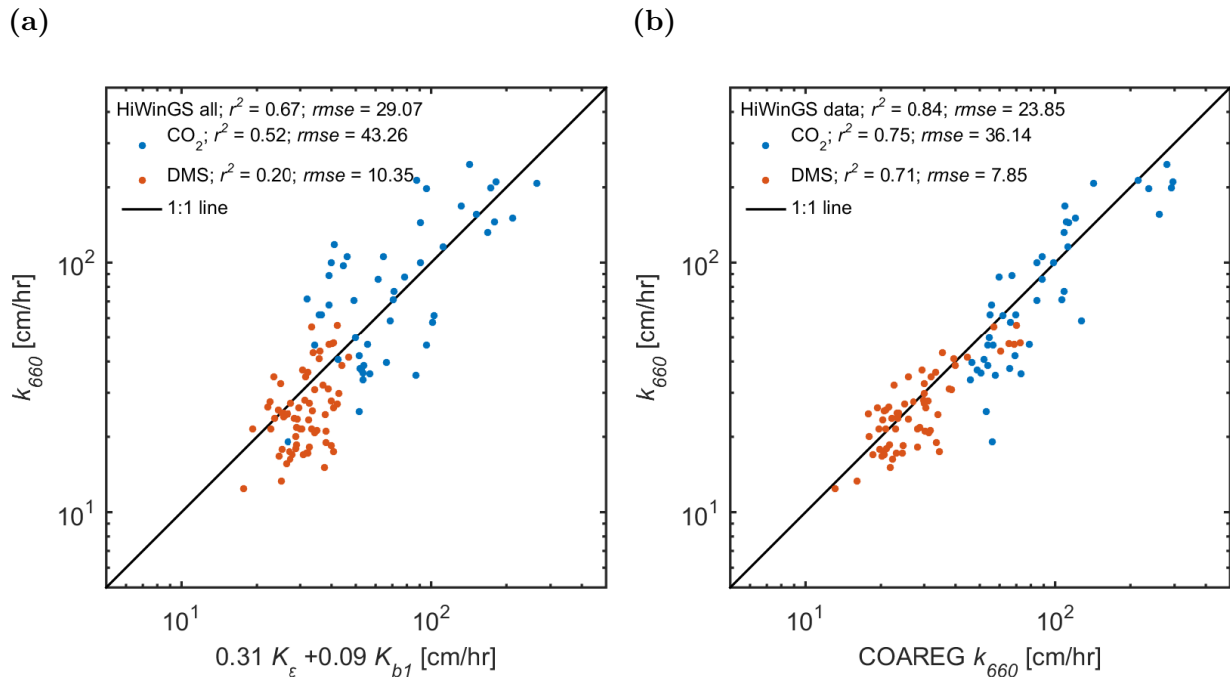 (a)
HiWinGS all; r² = 0.67; rmse = 29.07
CO₂; r² = 0.52; rmse = 43.26
DMS; r² = 0.20; rmse = 10.35
1:1 line
k₆₆₀ [cm/hr]
10²
10¹
10¹ 10²
0.31 K_ε +0.09 K_b1 [cm/hr]
(b)
HiWinGS data; r² = 0.84; rmse = 23.85
CO₂; r² = 0.75; rmse = 36.14
DMS; r² = 0.71; rmse = 7.85
1:1 line
k₆₆₀ [cm/hr]
10²
10¹
10¹ 10²
COAREG k₆₆₀ [cm/hr]